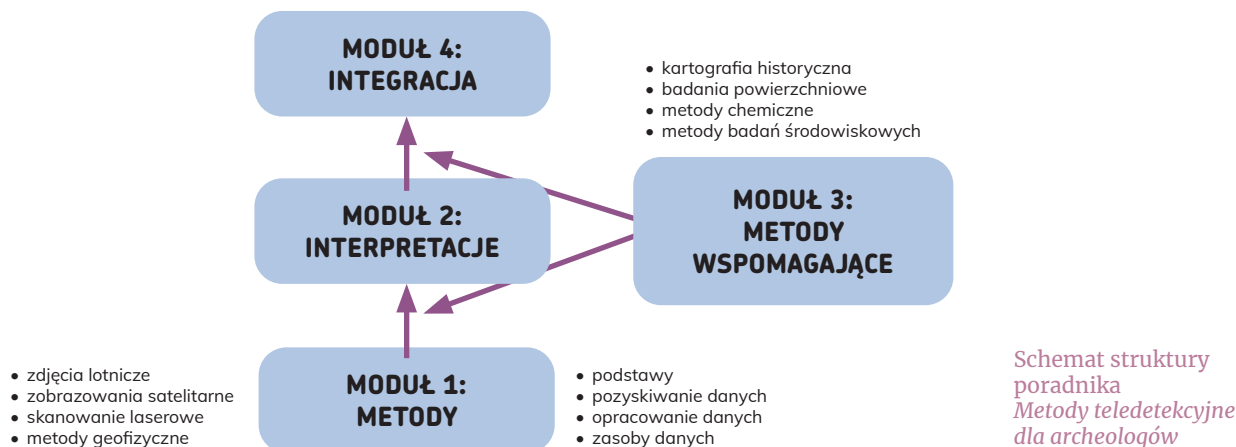 MODUŁ 4:
INTEGRACJA
• kartografia historyczna
• badania powierzchniowe
• metody chemiczne
• metody badań środowiskowych
MODUŁ 2:
INTERPRETACJE
MODUŁ 3:
METODY
WSPOMAGAJĄCE
• zdjęcia lotnicze
• zobrazowania satelitarne
• skanowanie laserowe
• metody geofizyczne
MODUŁ 1:
METODY
• podstawy
• pozyskiwanie danych
• opracowanie danych
• zasoby danych
Schemat struktury
poradnika
Metody teledetekcyjne
dla archeologów